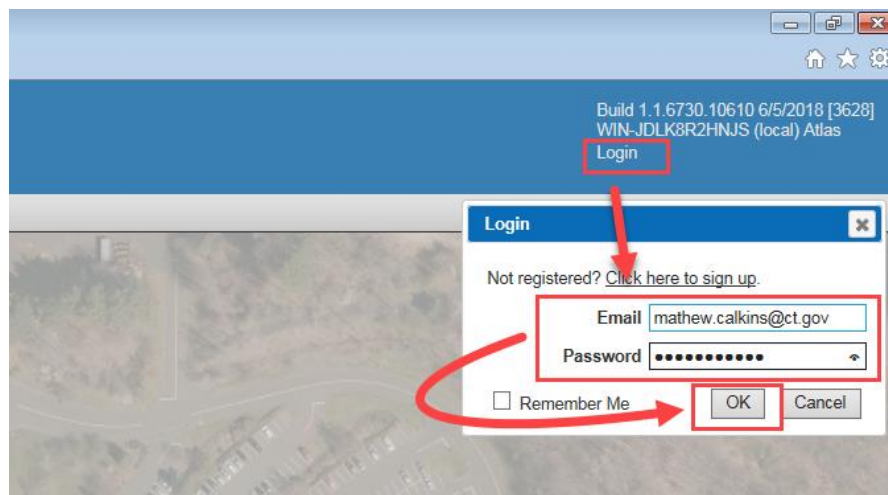 Build 1.1.6730.10610 6/5/2018 [3628]
WIN-JDLK8R2HNJS (local) Atlas
Login
Login
Not registered? Click here to sign up.
Email mathew.calkins@ct.gov
Password ●●●●●●●●●●●
Remember Me OK Cancel